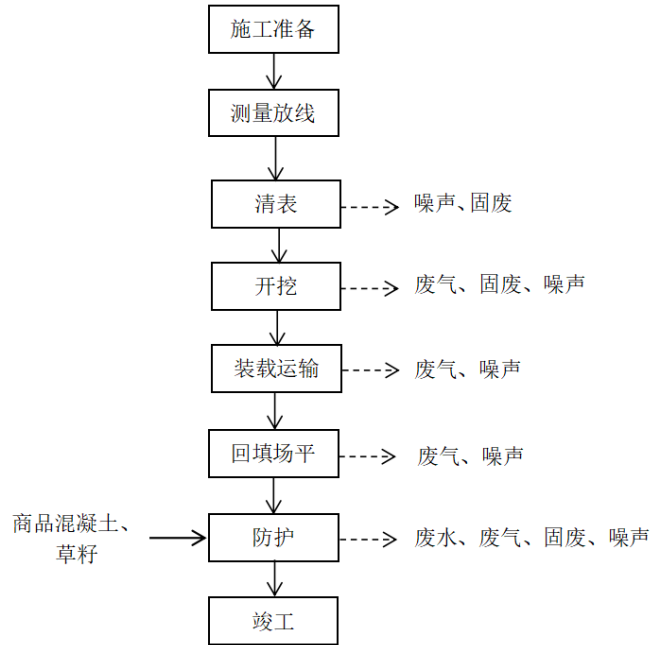 施工准备
测量放线
清表
噪声、固废
开挖
废气、固废、噪声
装载运输
废气、噪声
回填场平
废气、噪声
商品混凝土、
草籽
防护
废水、废气、固废、噪声
竣工